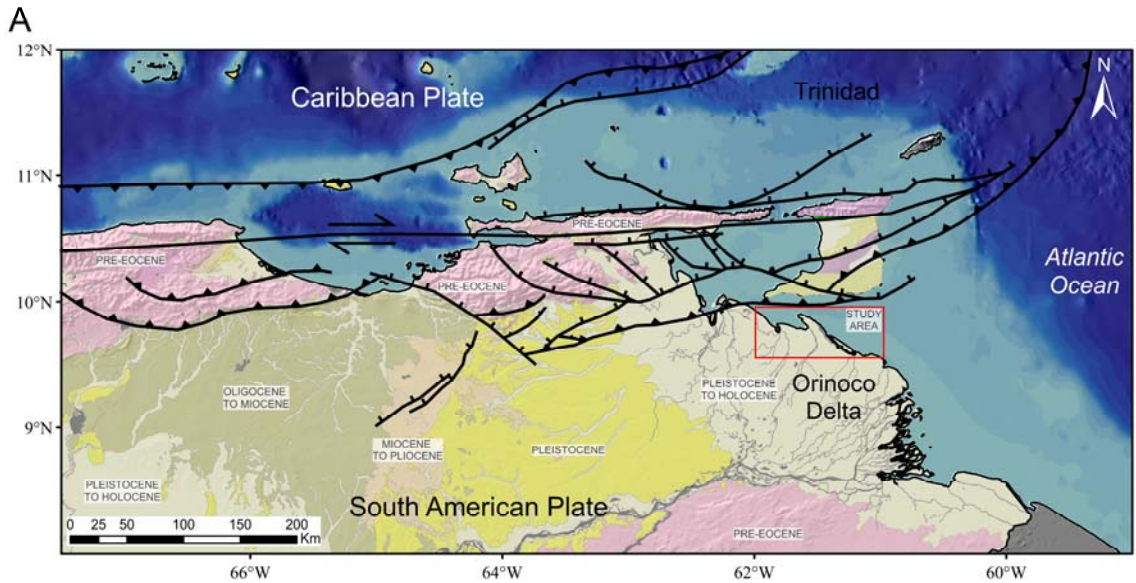 A
12°N
N
Caribbean Plate
Trinidad
11°N
PRE-EOCENE
PRE-EOCENE
Atlantic
Ocean
PRE-EOCENE
10°N
STUDY
AREA
OLIGOCENE
TO MIOCENE
PLEISTOCENE
TO HOLOCENE
Orinoco
Delta
9°N
MIOCENE
TO PLIOCENE
PLEISTOCENE
PLEISTOCENE
TO HOLOCENE
South American Plate
0 25 50 100 150 200
Km
PRE-EOCENE
66°W 64°W 62°W 60°W